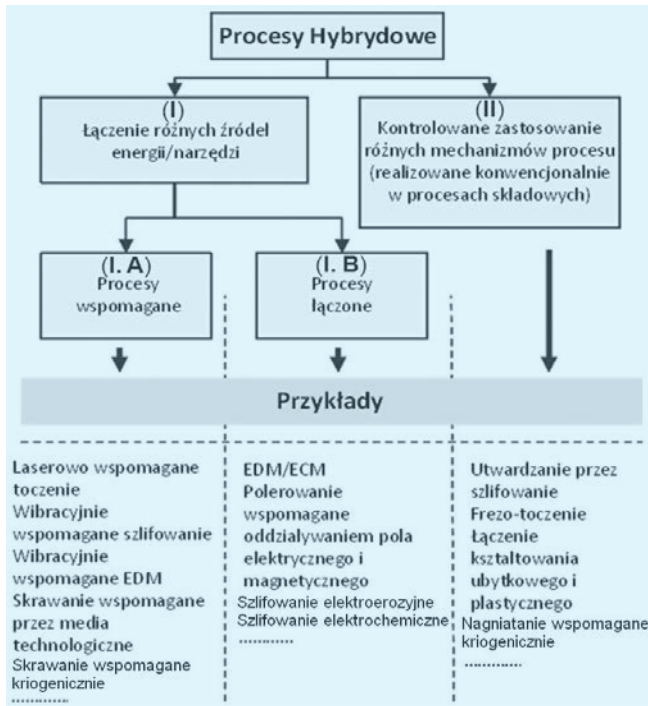 Procesy Hybrydowe
(I)
Łączenie różnych źródeł
energii/narzędzi
(II)
Kontrolowane zastosowanie
różnych mechanizmów procesu
(realizowane konwencjonalnie
w procesach składowych)
(I. A)
Procesy
wspomagane
(I. B)
Procesy
łączone
Przykłady
Laserowo wspomagane
toczenie
Wibracyjnie
wspomagane szlifowanie
Wibracyjnie
wspomagane EDM
Skrawanie wspomagane
przez media
technologiczne
Skrawanie wspomagane
kriogenicznie
............
EDM/ECM
Polerowanie
wspomagane
oddziaływaniem pola
elektrycznego i
magnetycznego
Szlifowanie elektroerozyjne
Szlifowanie elektrochemiczne
............
Utwardzanie przez
szlifowanie
Frezo-toczenie
Łączenie
kształtowania
ubytkowego i
plastycznego
Nagniatanie wspomagane
kriogenicznie
............